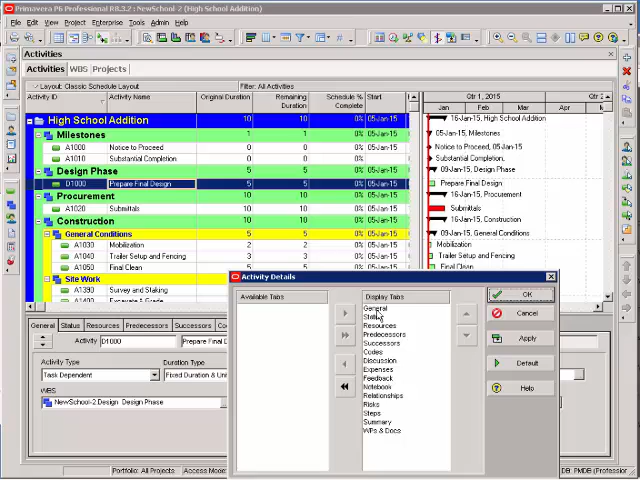 Primavera P6 Professional R8.3.2 : NewSchool-2 (High School Addition)
File Edit View Project Enterprise Tools Admin Help
Activities
Activities WBS Projects
Layout: Classic Schedule Layout Filter: All Activities
Activity ID Activity Name Original Duration Remaining Duration Schedule % Complete Start Qtr 1, 2015 Qtr 2
Jan Feb Mar Apr
High School Addition 10 10 0% 05-Jan-15 16-Jan-15, High School Addition
Milestones 1 1 0% 05-Jan-15 05-Jan-15, Milestones
A1000 Notice to Proceed 0 0 0% 05-Jan-15 Notice to Proceed
A1010 Substantial Completion 0 0 0% 05-Jan-15 Substantial Completion,
Design Phase 5 5 0% 05-Jan-15 09-Jan-15, Design Phase
D1000 Prepare Final Design 5 5 0% 05-Jan-15 Prepare Final Design
Procurement 10 10 0% 05-Jan-15 16-Jan-15, Procurement
A1020 Submittals 10 10 0% 05-Jan-15 Submittals
Construction 10 10 0% 05-Jan-15 16-Jan-15, Construction
General Conditions 5 5 0% 05-Jan-15 09-Jan-15, General Conditions
A1030 Mobilization 2 2 0% 05-Jan-15 Mobilization
A1040 Trailer Setup and Fencing 3 3 0% 05-Jan-15 Trailer Setup and Fencing
A1050 Final Clean 5 5 0% 05-Jan-15 Final Clean
Site Work
A1390 Survey and Staking
A1400 Excavate & Grade
Activity Details
Available Tabs Display Tabs
General
Status
Resources
Predecessors
Successors
Codes
Discussion
Expenses
Feedback
Notebook
Relationships
Risks
Steps
Summary
WPs & Docs
OK
Cancel
Apply
Default
Help
General Status Resources Predecessors Successors
Activity D1000 Prepare Final D
Activity Type Duration Type
Task Dependent Fixed Duration & Un
WBS
NewSchool-2.Design Design Phase
Portfolio: All Projects Access Mode: DB: PMDB (Profession